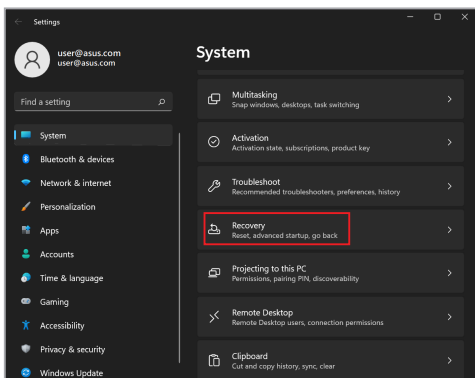 Settings
user@asus.com
user@asus.com
Find a setting
System
Bluetooth & devices
Network & internet
Personalization
Apps
Accounts
Time & language
Gaming
Accessibility
Privacy & security
Windows Update
System
Multitasking
Snap windows, desktops, task switching
Activation
Activation state, subscriptions, product key
Troubleshoot
Recommended troubleshooters, preferences, history
Recovery
Reset, advanced startup, go back
Projecting to this PC
Permissions, pairing PIN, discoverability
Remote Desktop
Remote Desktop users, connection permissions
Clipboard
Cut and copy history, sync, clear